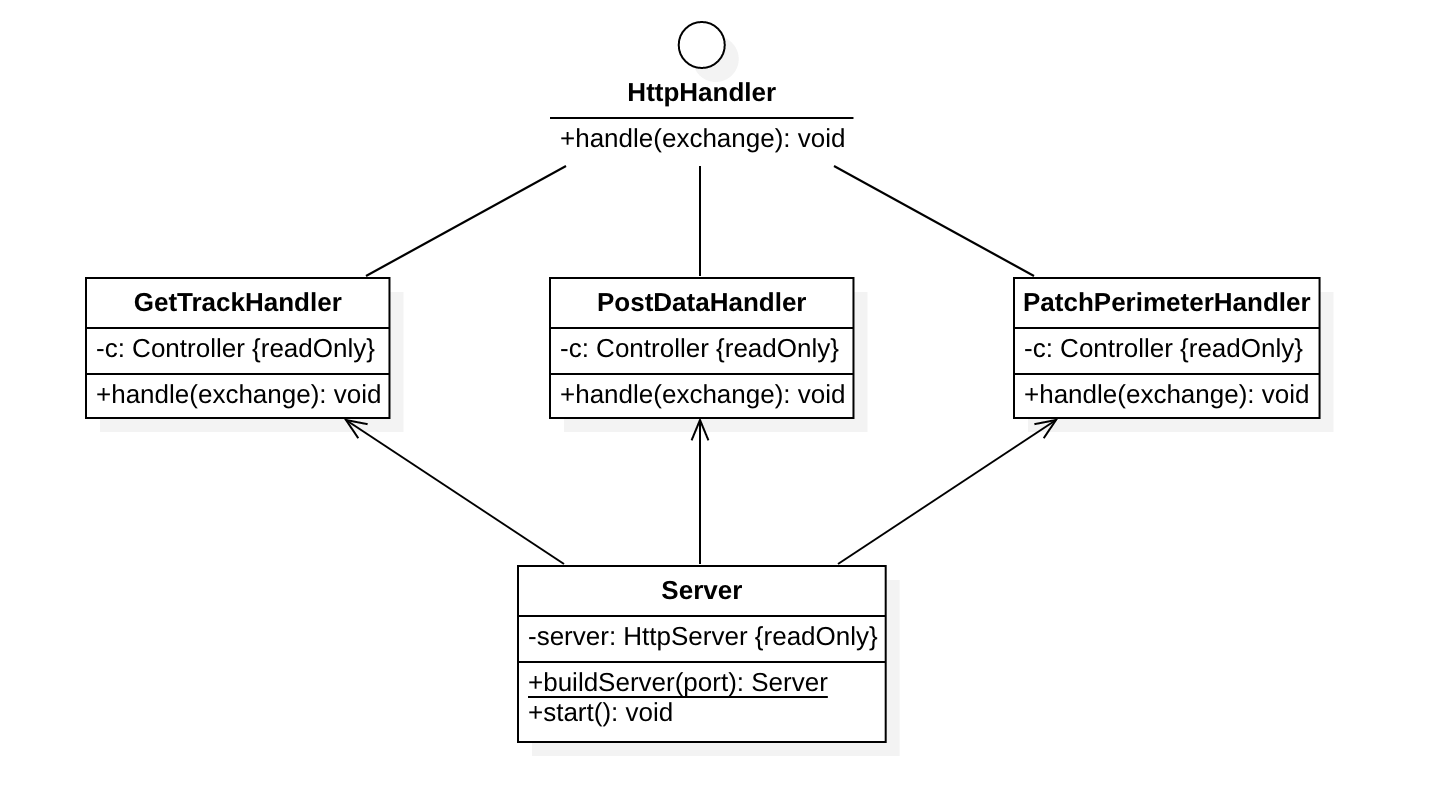 HttpHandler
+handle(exchange): void
GetTrackHandler
-c: Controller {readOnly}
+handle(exchange): void
PostDataHandler
-c: Controller {readOnly}
+handle(exchange): void
PatchPerimeterHandler
-c: Controller {readOnly}
+handle(exchange): void
Server
-server: HttpServer {readOnly}
+buildServer(port): Server
+start(): void